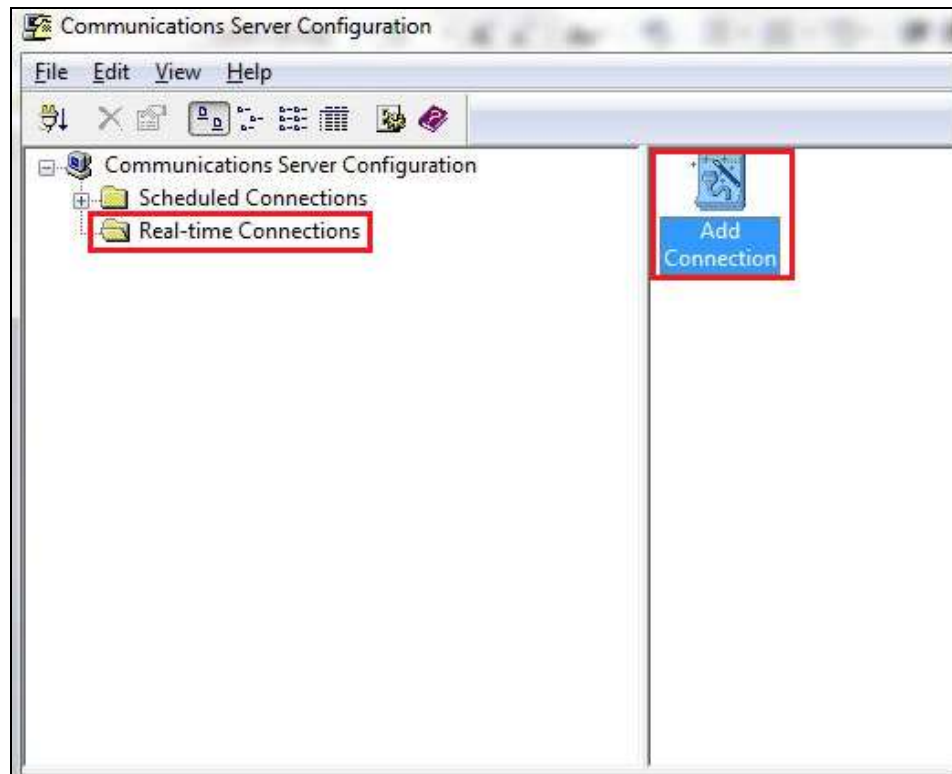 Communications Server Configuration
File Edit View Help
Communications Server Configuration
Scheduled Connections
Real-time Connections
Add
Connection